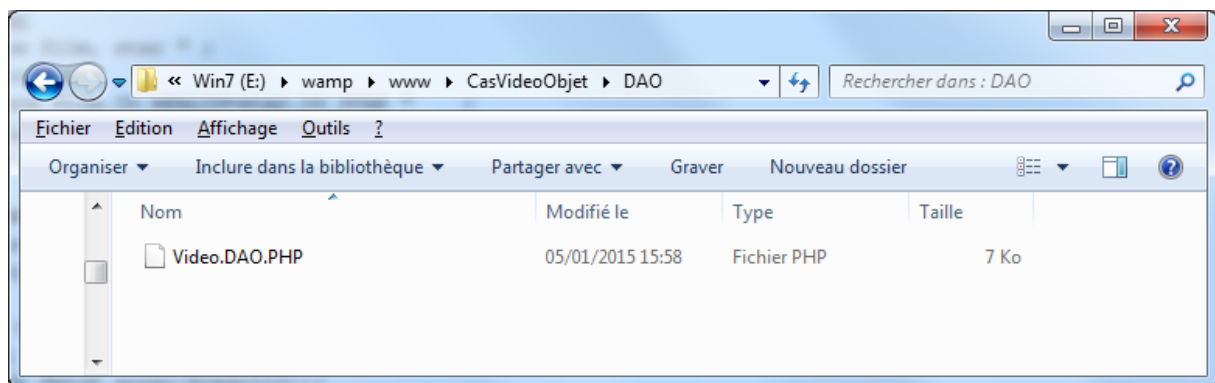 « Win7 (E:) ▸ wamp ▸ www ▸ CasVideoObjet ▸ DAO Rechercher dans : DAO
Fichier Edition Affichage Outils ?
Organiser ▼ Inclure dans la bibliothèque ▼ Partager avec ▼ Graver Nouveau dossier
Nom Modifié le Type Taille
Video.DAO.PHP 05/01/2015 15:58 Fichier PHP 7 Ko